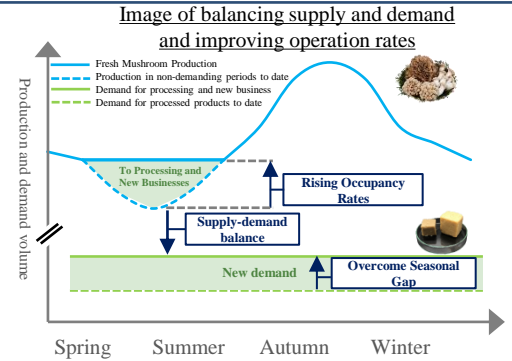 Image of balancing supply and demand
and improving operation rates
Fresh Mushroom Production
Production in non-demanding periods to date
Demand for processing and new business
Demand for processed products to date
Production and demand volume
To Processing and
New Businesses
Rising Occupancy
Rates
Supply-demand
balance
New demand
Overcome Seasonal
Gap
Spring
Summer
Autumn
Winter